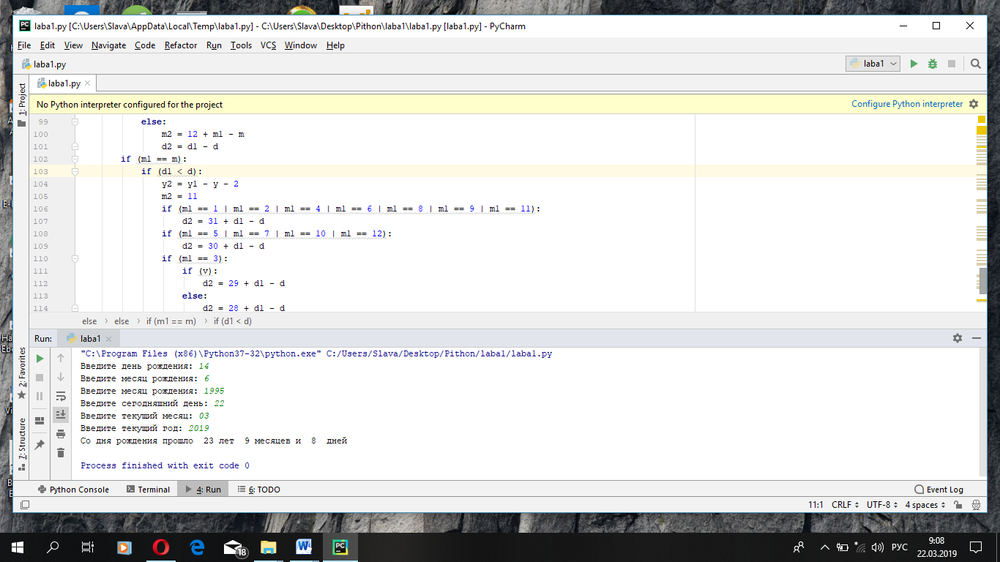 laba1.py [C:\Users\Slava\AppData\Local\Temp\laba1.py] - C:\Users\Slava\Desktop\Pithon\laba1\laba1.py [laba1.py] - PyCharm
File Edit View Navigate Code Refactor Run Tools VCS Window Help
laba1.py
laba1
laba1.py
1: Project
No Python interpreter configured for the project
Configure Python interpreter
99 else:
100 m2 = 12 + m1 - m
101 d2 = d1 - d
102 if (m1 == m):
103 if (d1 < d):
104 y2 = y1 - y - 2
105 m2 = 11
106 if (m1 == 1 | m1 == 2 | m1 == 4 | m1 == 6 | m1 == 8 | m1 == 9 | m1 == 11):
107 d2 = 31 + d1 - d
108 if (m1 == 5 | m1 == 7 | m1 == 10 | m1 == 12):
109 d2 = 30 + d1 - d
110 if (m1 == 3):
111 if (v):
112 d2 = 29 + d1 - d
113 else:
114 d2 = 28 + d1 - d
else › else › if (m1 == m) › if (d1 < d)
Run: laba1
2: Favorites
7: Structure
"C:\Program Files (x86)\Python37-32\python.exe" C:/Users/Slava/Desktop/Pithon/laba1/laba1.py
Введите день рождения: 14
Введите месяц рождения: 6
Введите месяц рождения: 1995
Введите сегодняшний день: 22
Введите текущий месяц: 03
Введите текущий год: 2019
Со дня рождения прошло  23 лет  9 месяцев и  8  дней
Process finished with exit code 0
Python Console Terminal 4: Run 6: TODO Event Log
11:1 CRLF UTF-8 4 spaces
18
РУС
9:08
22.03.2019